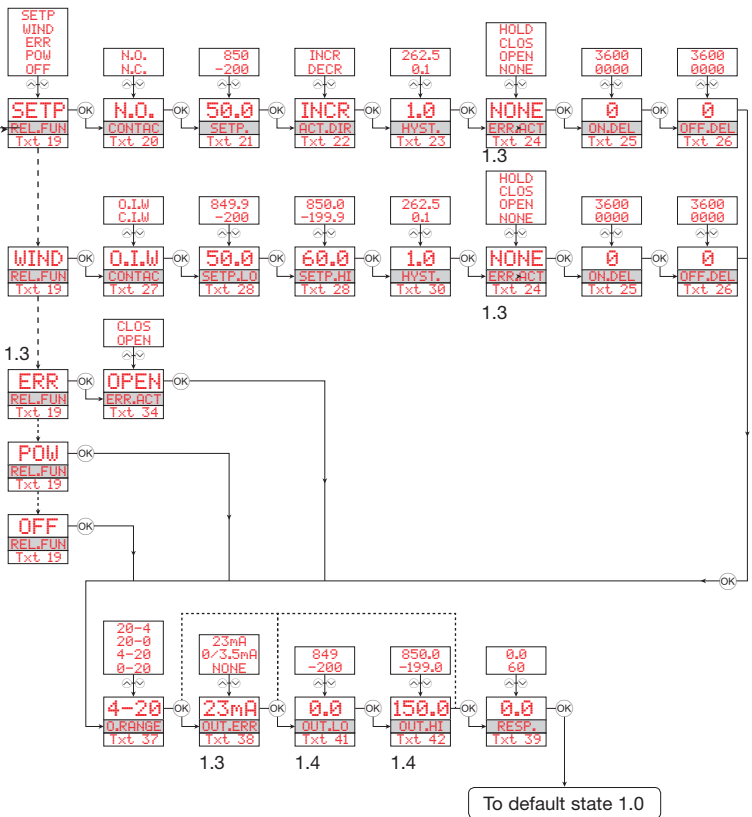 SETP
WIND
ERR
POW
OFF
N.O.
N.C.
850
-200
INCR
DECR
262.5
0.1
HOLD
CLOS
OPEN
NONE
3600
0000
3600
0000
SETP
REL.FUN
Txt 19
OK
N.O.
CONTAC
Txt 20
OK
50.0
SETP.
Txt 21
OK
INCR
ACT.DIR
Txt 22
OK
1.0
HYST.
Txt 23
OK
NONE
ERR.ACT
Txt 24
OK
0
ON.DEL
Txt 25
OK
0
OFF.DEL
Txt 26
1.3
O.I.W
C.I.W
849.9
-200
850.0
-199.9
262.5
0.1
HOLD
CLOS
OPEN
NONE
3600
0000
3600
0000
WIND
REL.FUN
Txt 19
OK
O.I.W
CONTAC
Txt 27
OK
50.0
SETP.LO
Txt 28
OK
60.0
SETP.HI
Txt 28
OK
1.0
HYST.
Txt 30
OK
NONE
ERR.ACT
Txt 24
OK
0
ON.DEL
Txt 25
OK
0
OFF.DEL
Txt 26
1.3
CLOS
OPEN
1.3
ERR
REL.FUN
Txt 19
OK
OPEN
ERR.ACT
Txt 34
OK
POW
REL.FUN
Txt 19
OK
OFF
REL.FUN
Txt 19
OK
OK
20-4
20-0
4-20
0-20
23mA
0/3.5mA
NONE
849
-200
850.0
-199.0
0.0
60
4-20
O.RANGE
Txt 37
OK
23mA
OUT.ERR
Txt 38
OK
0.0
OUT.LO
Txt 41
OK
150.0
OUT.HI
Txt 42
OK
0.0
RESP.
Txt 39
OK
1.3
1.4
1.4
To default state 1.0